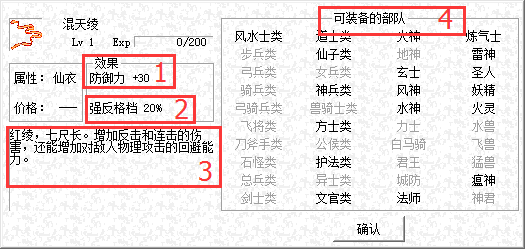 混天绫
Lv 1 Exp 0/200
属性: 仙衣
价格: ——
效果
防御力 +30
1
强反格档 20%
2
红绫，七尺长。增加反击和连击的伤
害，还能增加对敌人物理攻击的回避能
力。
3
可装备的部队
4
风水士类 道士类 火神 炼气士
步兵类 仙子类 地神 雷神
弓兵类 女兵类 玄士 圣人
骑兵类 神兵类 风神 妖精
弓骑兵类 兽骑士类 水神 火灵
飞将类 方士类 力士 水兽
刀斧手类 公侯类 白马骑 飞兽
石怪类 护法类 君王 猛兽
总兵类 异士类 城防 瘟神
剑士类 文官类 法师 神君
确认